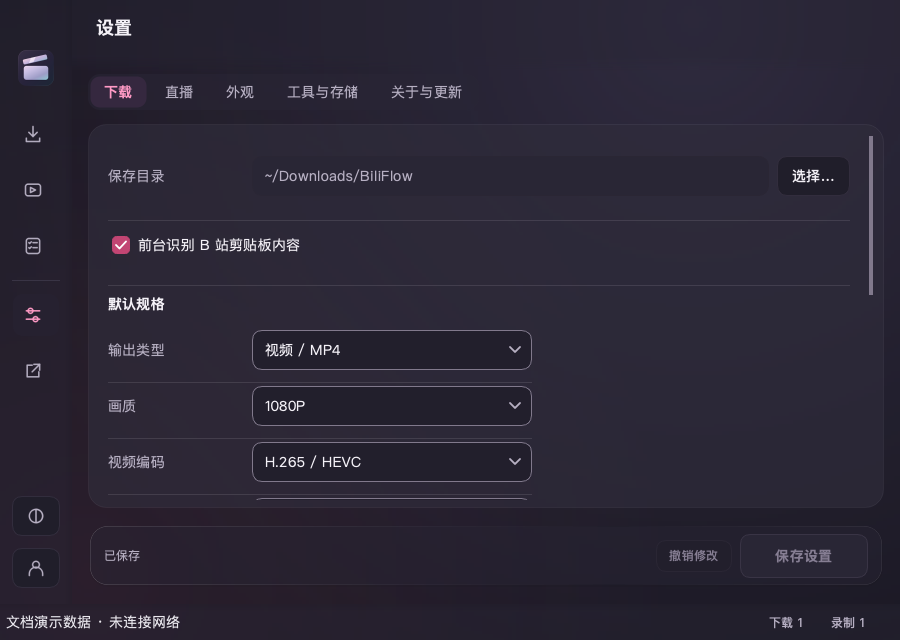 设置
下载 直播 外观 工具与存储 关于与更新
保存目录 ~/Downloads/BiliFlow 选择...
前台识别 B 站剪贴板内容
默认规格
输出类型 视频 / MP4
画质 1080P
视频编码 H.265 / HEVC
已保存 撤销修改 保存设置
文档演示数据 · 未连接网络 下载 1 录制 1